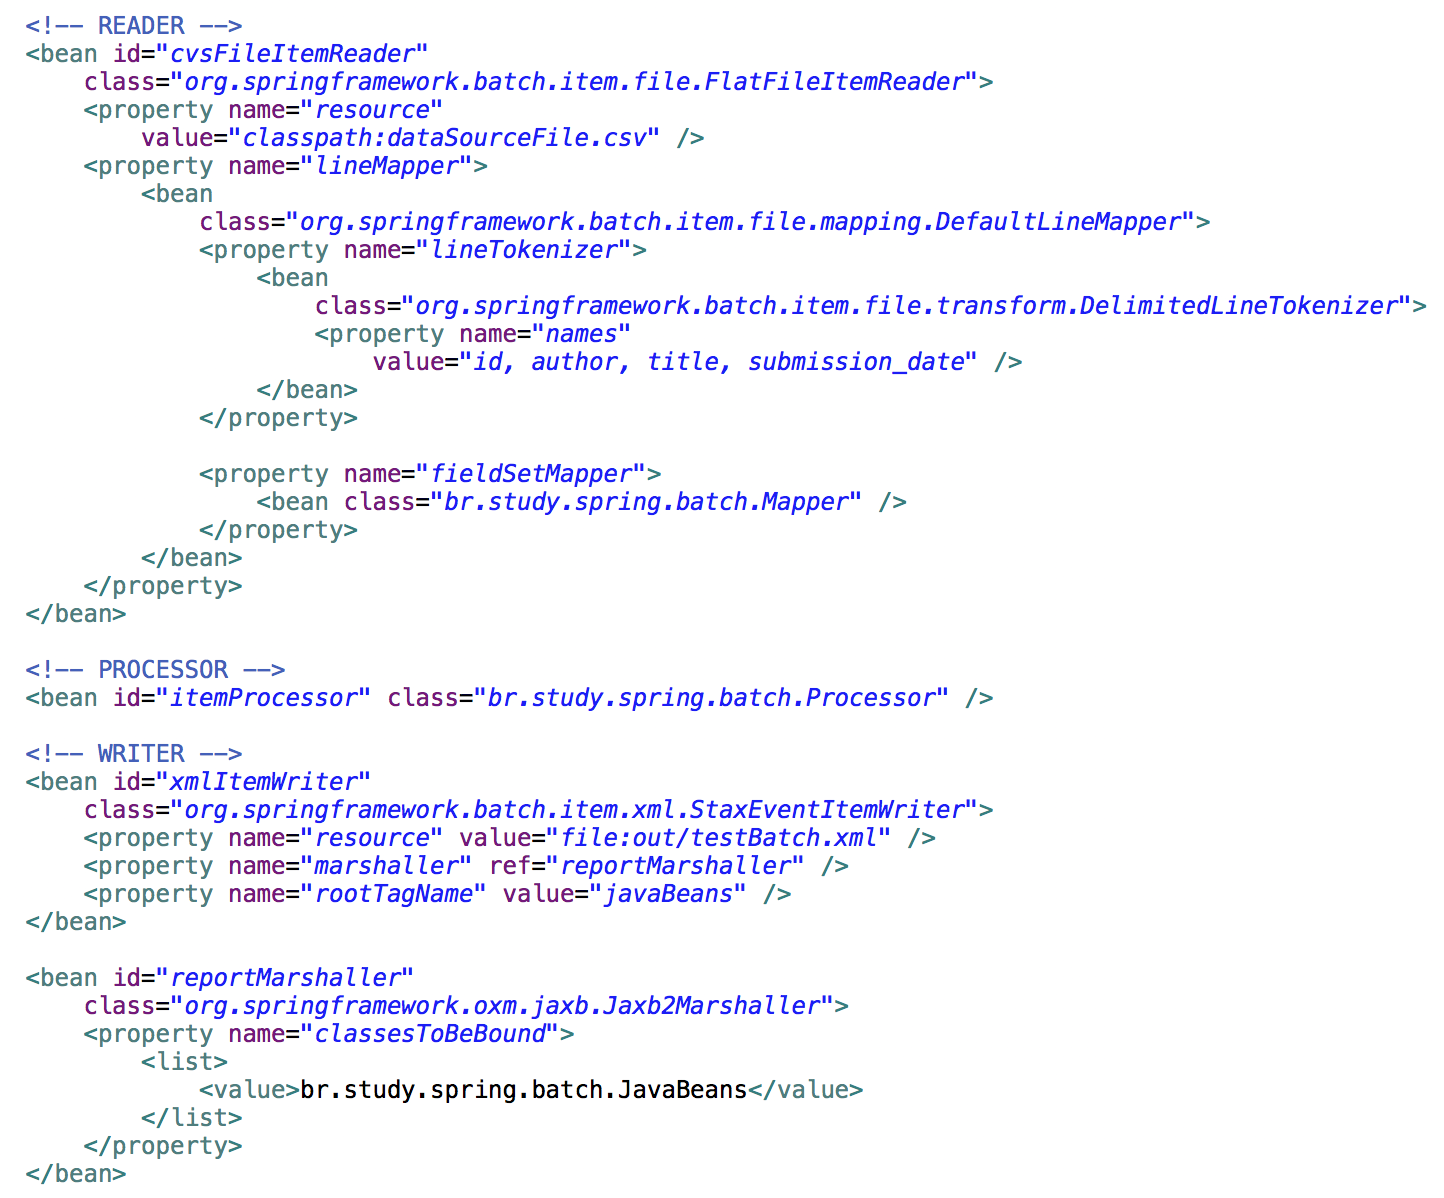 <!-- READER -->
<bean id="cvsFileItemReader"
    class="org.springframework.batch.item.file.FlatFileItemReader">
    <property name="resource"
        value="classpath:dataSourceFile.csv" />
    <property name="lineMapper">
        <bean
            class="org.springframework.batch.item.file.mapping.DefaultLineMapper">
            <property name="lineTokenizer">
                <bean
                    class="org.springframework.batch.item.file.transform.DelimitedLineTokenizer">
                    <property name="names"
                        value="id, author, title, submission_date" />
                </bean>
            </property>

            <property name="fieldSetMapper">
                <bean class="br.study.spring.batch.Mapper" />
            </property>
        </bean>
    </property>
</bean>

<!-- PROCESSOR -->
<bean id="itemProcessor" class="br.study.spring.batch.Processor" />

<!-- WRITER -->
<bean id="xmlItemWriter"
    class="org.springframework.batch.item.xml.StaxEventItemWriter">
    <property name="resource" value="file:out/testBatch.xml" />
    <property name="marshaller" ref="reportMarshaller" />
    <property name="rootTagName" value="javaBeans" />
</bean>

<bean id="reportMarshaller"
    class="org.springframework.oxm.jaxb.Jaxb2Marshaller">
    <property name="classesToBeBound">
        <list>
            <value>br.study.spring.batch.JavaBeans</value>
        </list>
    </property>
</bean>